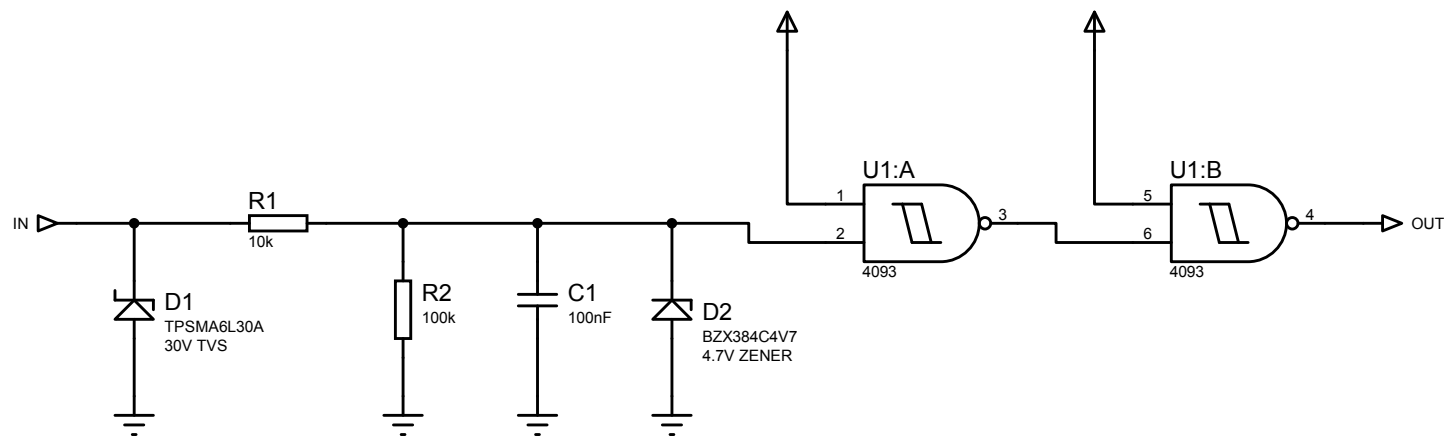 U1:A
U1:B
R1
1
5
IN
3
4
OUT
10k
2
6
4093
4093
D1
TPSMA6L30A
30V TVS
R2
100k
C1
100nF
D2
BZX384C4V7
4.7V ZENER